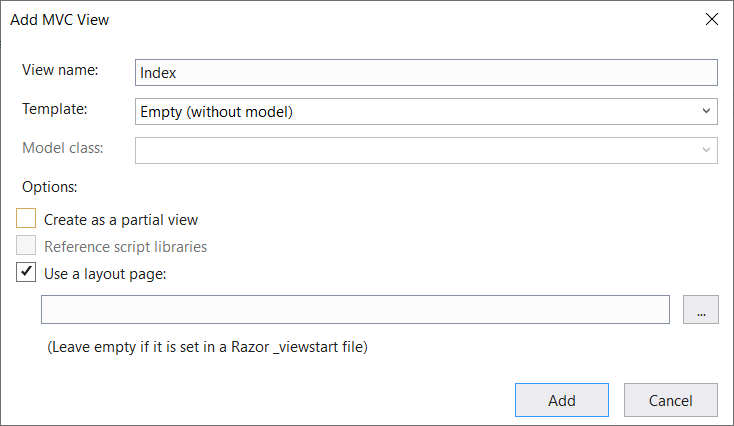 Add MVC View
View name: Index
Template: Empty (without model)
Model class:
Options:
Create as a partial view
Reference script libraries
Use a layout page:
...
(Leave empty if it is set in a Razor _viewstart file)
Add Cancel